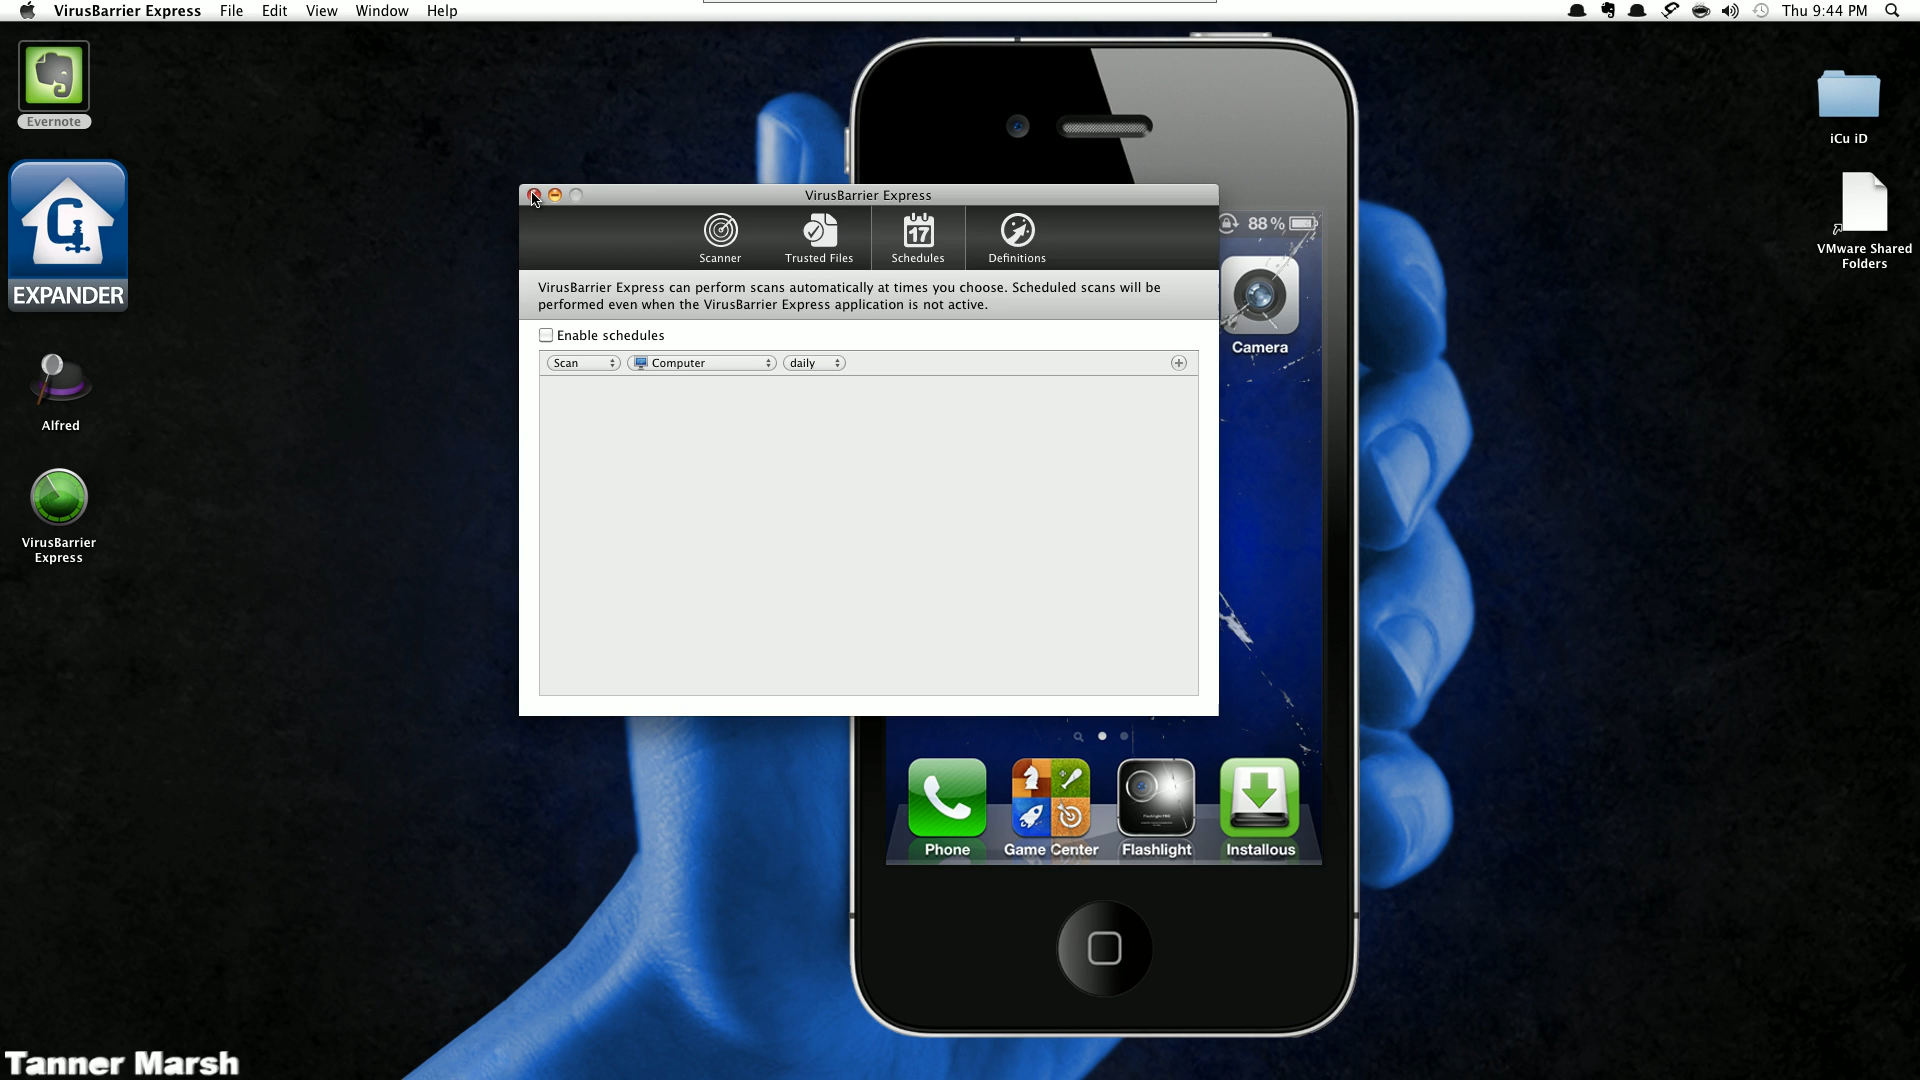 VirusBarrier Express File Edit View Window Help
Thu 9:44 PM
Evernote
EXPANDER
Alfred
VirusBarrier
Express
VirusBarrier Express
Scanner Trusted Files 17 Schedules Definitions
VirusBarrier Express can perform scans automatically at times you choose. Scheduled scans will be
performed even when the VirusBarrier Express application is not active.
Enable schedules
Scan Computer daily
88%
Camera
Phone Game Center Flashlight Installous
iCu iD
VMware Shared
Folders
Tanner Marsh